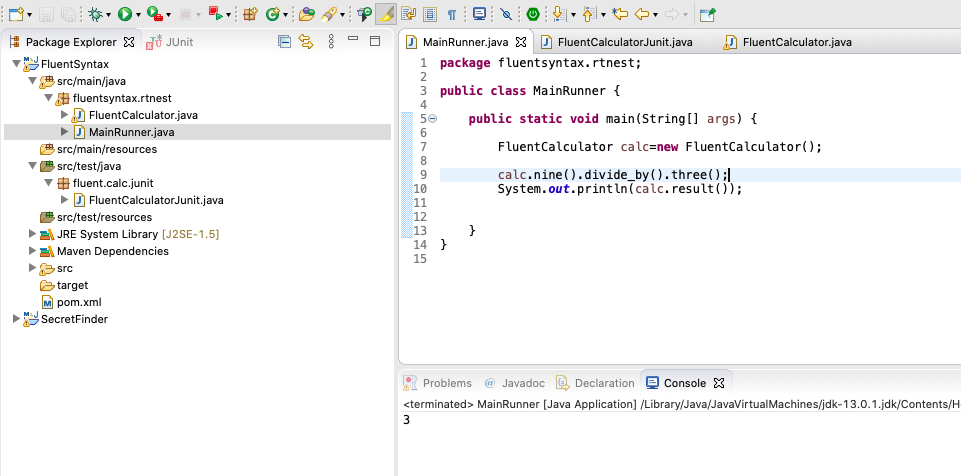 Package Explorer
JUnit
FluentSyntax
src/main/java
fluentsyntax.rtnest
FluentCalculator.java
MainRunner.java
src/main/resources
src/test/java
fluent.calc.junit
FluentCalculatorJunit.java
src/test/resources
JRE System Library [J2SE-1.5]
Maven Dependencies
src
target
pom.xml
SecretFinder
MainRunner.java
FluentCalculatorJunit.java
FluentCalculator.java
1 package fluentsyntax.rtnest;
2
3 public class MainRunner {
4
5 public static void main(String[] args) {
6
7 FluentCalculator calc=new FluentCalculator();
8
9 calc.nine().divide_by().three();
10 System.out.println(calc.result());
11
12
13 }
14 }
15
Problems @ Javadoc Declaration Console
<terminated> MainRunner [Java Application] /Library/Java/JavaVirtualMachines/jdk-13.0.1.jdk/Contents/H
3